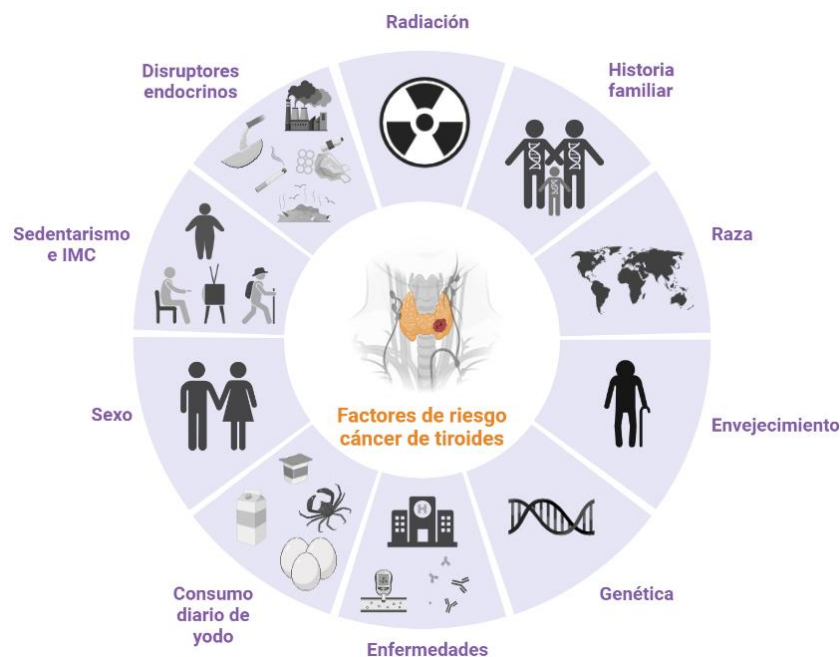 Radiación
Historia
familiar
Raza
Envejecimiento
Genética
Enfermedades
Consumo
diario de
yodo
Sexo
Sedentarismo
e IMC
Disruptores
endocrinos
Factores de riesgo
cáncer de tiroides
H